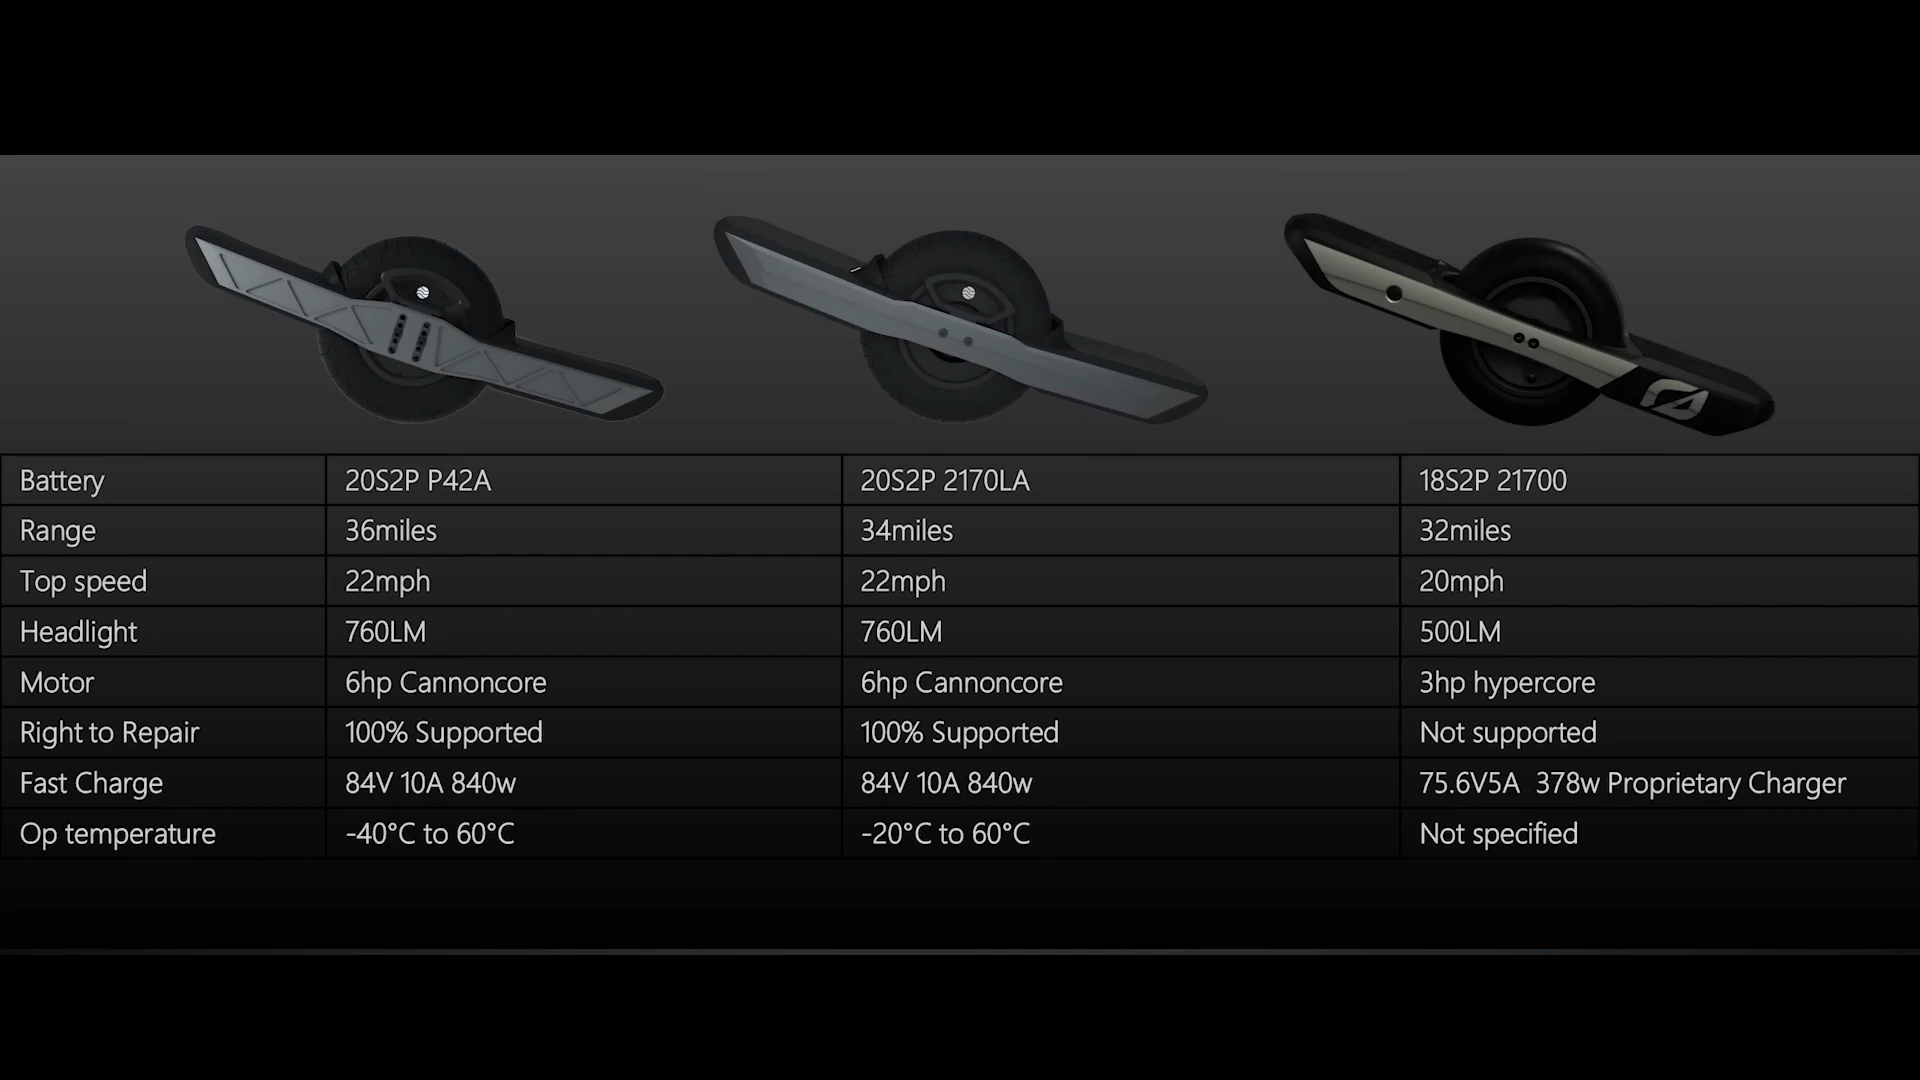 Battery 20S2P P42A 20S2P 2170LA 18S2P 21700
Range 36miles 34miles 32miles
Top speed 22mph 22mph 20mph
Headlight 760LM 760LM 500LM
Motor 6hp Cannoncore 6hp Cannoncore 3hp hypercore
Right to Repair 100% Supported 100% Supported Not supported
Fast Charge 84V 10A 840w 84V 10A 840w 75.6V5A 378w Proprietary Charger
Op temperature -40°C to 60°C -20°C to 60°C Not specified